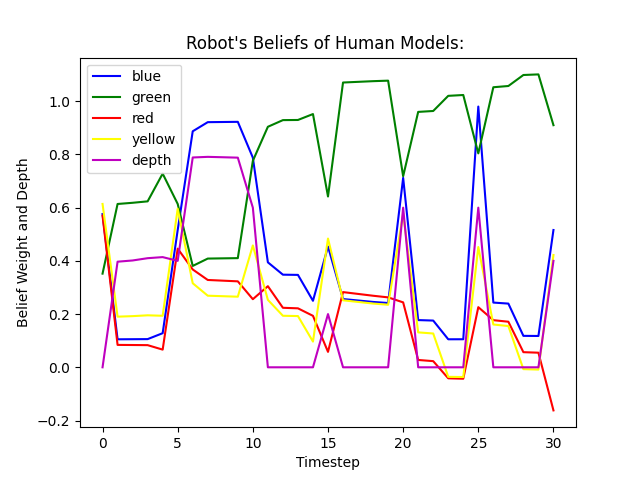 Robot's Beliefs of Human Models:
blue
green
red
yellow
depth
Belief Weight and Depth
1.0
0.8
0.6
0.4
0.2
0.0
−0.2
0 5 10 15 20 25 30
Timestep